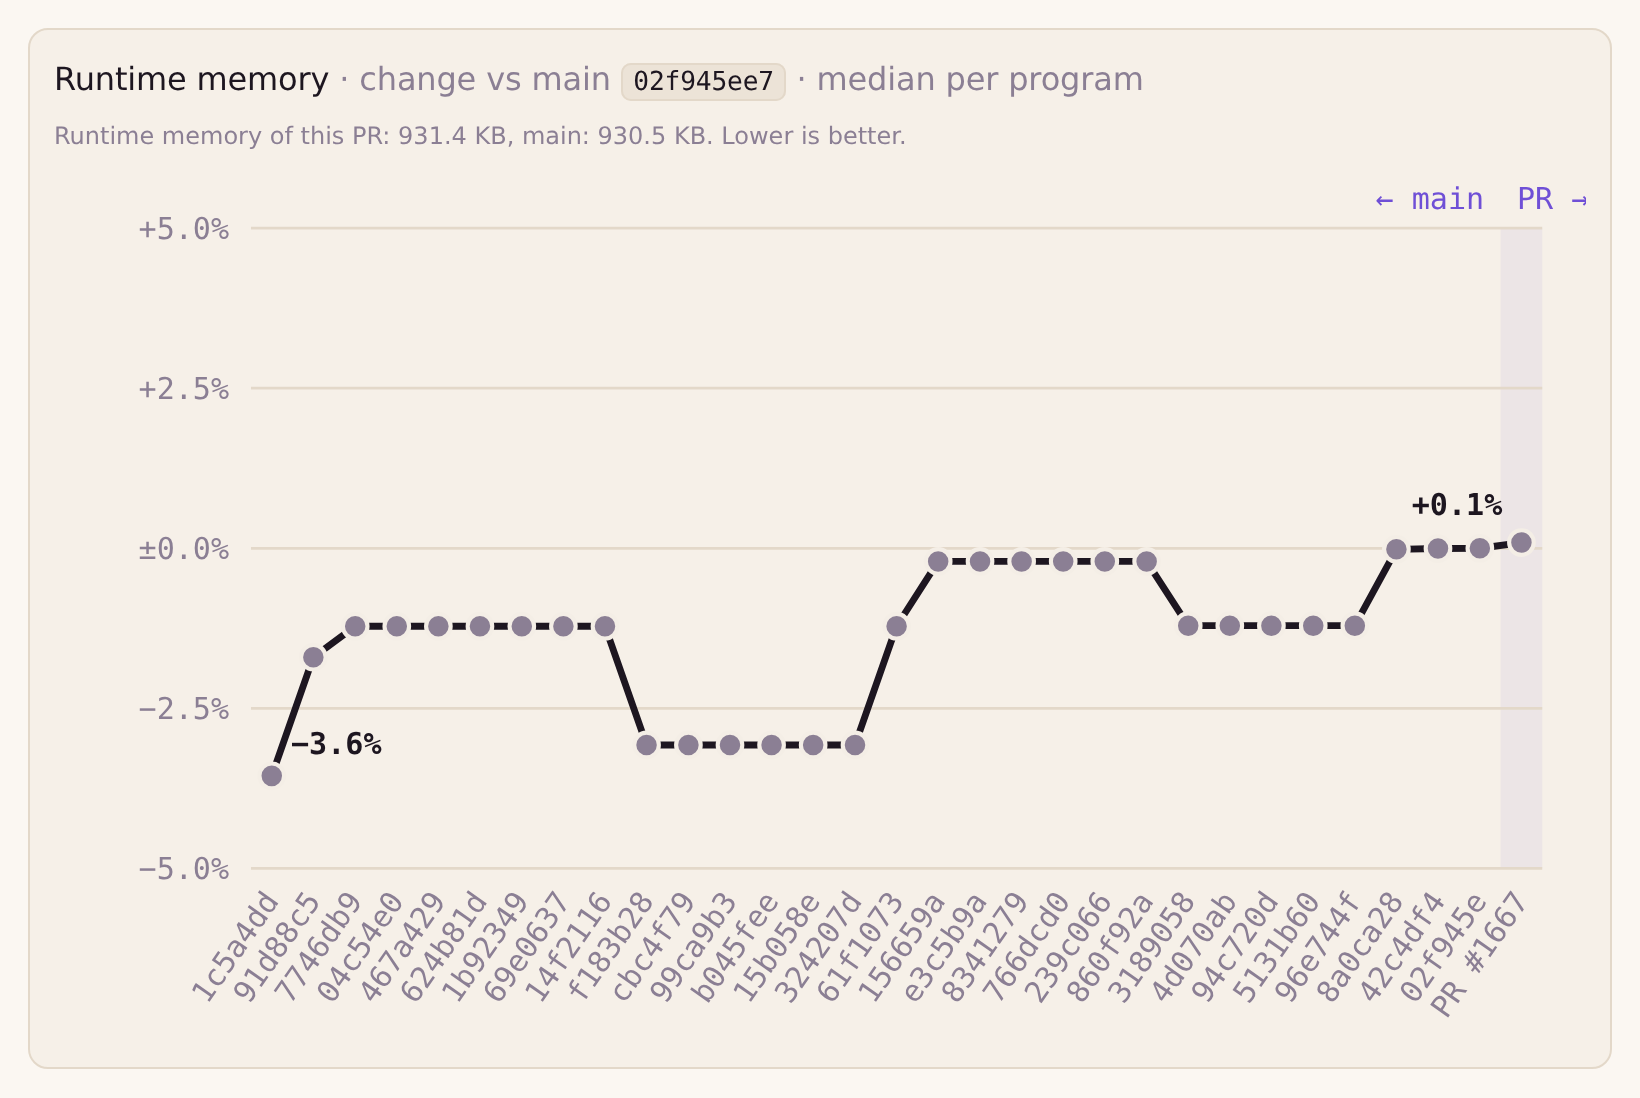 Runtime memory · change vs main 02f945ee7 · median per program
Runtime memory of this PR: 931.4 KB, main: 930.5 KB. Lower is better.
← main PR →
+5.0%
+2.5%
±0.0%
−2.5%
−5.0%
+0.1%
−3.6%
1c5a4dd
91d88c5
7746db9
04c54e0
467a429
624b81d
1b92349
69e0637
14f2116
f183b28
cbc4f79
99ca9b3
b045fee
15b058e
324207d
61f1073
156659a
e3c5b9a
8341279
766dcd0
239c066
860f92a
3189058
4d070ab
94c720d
5131b60
96e744f
8a0ca28
42c4df4
02f945e
PR #1667